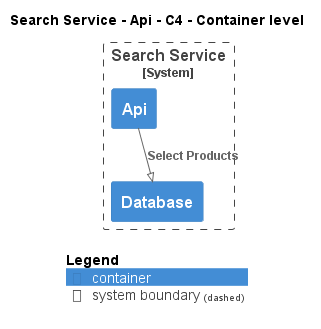 Search Service - Api - C4 - Container level
Search Service
[System]
Api
Select Products
Database
Legend
container
system boundary (dashed)